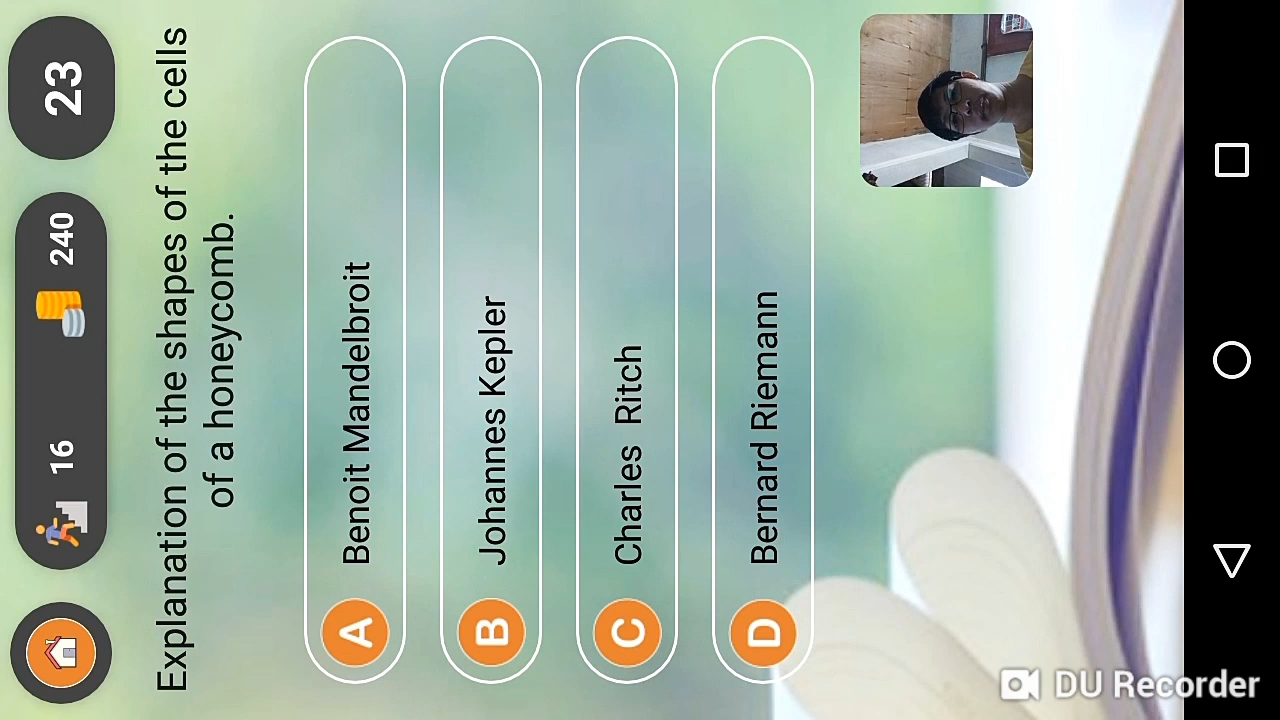 16 240
23
Explanation of the shapes of the cells
of a honeycomb.
A Benoit Mandelbroit
B Johannes Kepler
C Charles Ritch
D Bernard Riemann
DU Recorder